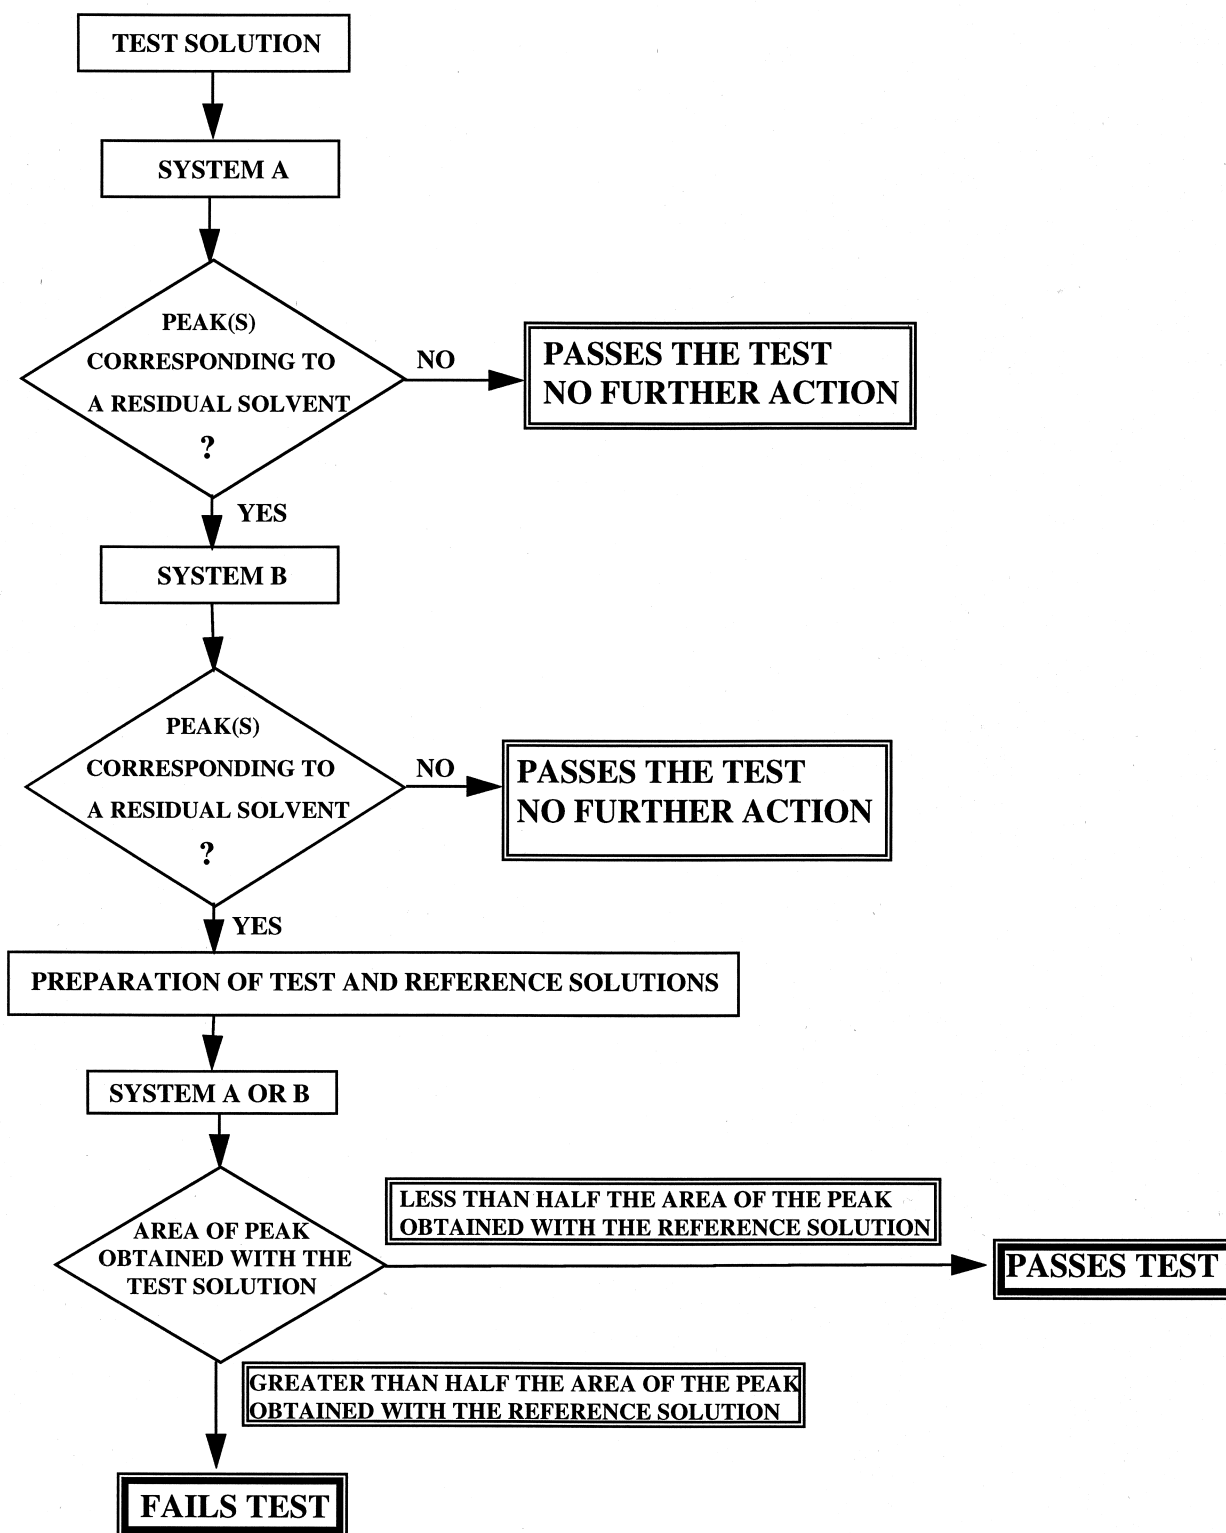 TEST SOLUTION
SYSTEM A
PEAK(S)
CORRESPONDING TO
A RESIDUAL SOLVENT
?
NO
PASSES THE TEST
NO FURTHER ACTION
YES
SYSTEM B
PEAK(S)
CORRESPONDING TO
A RESIDUAL SOLVENT
?
NO
PASSES THE TEST
NO FURTHER ACTION
YES
PREPARATION OF TEST AND REFERENCE SOLUTIONS
SYSTEM A OR B
AREA OF PEAK
OBTAINED WITH THE
TEST SOLUTION
LESS THAN HALF THE AREA OF THE PEAK
OBTAINED WITH THE REFERENCE SOLUTION
PASSES TEST
GREATER THAN HALF THE AREA OF THE PEAK
OBTAINED WITH THE REFERENCE SOLUTION
FAILS TEST